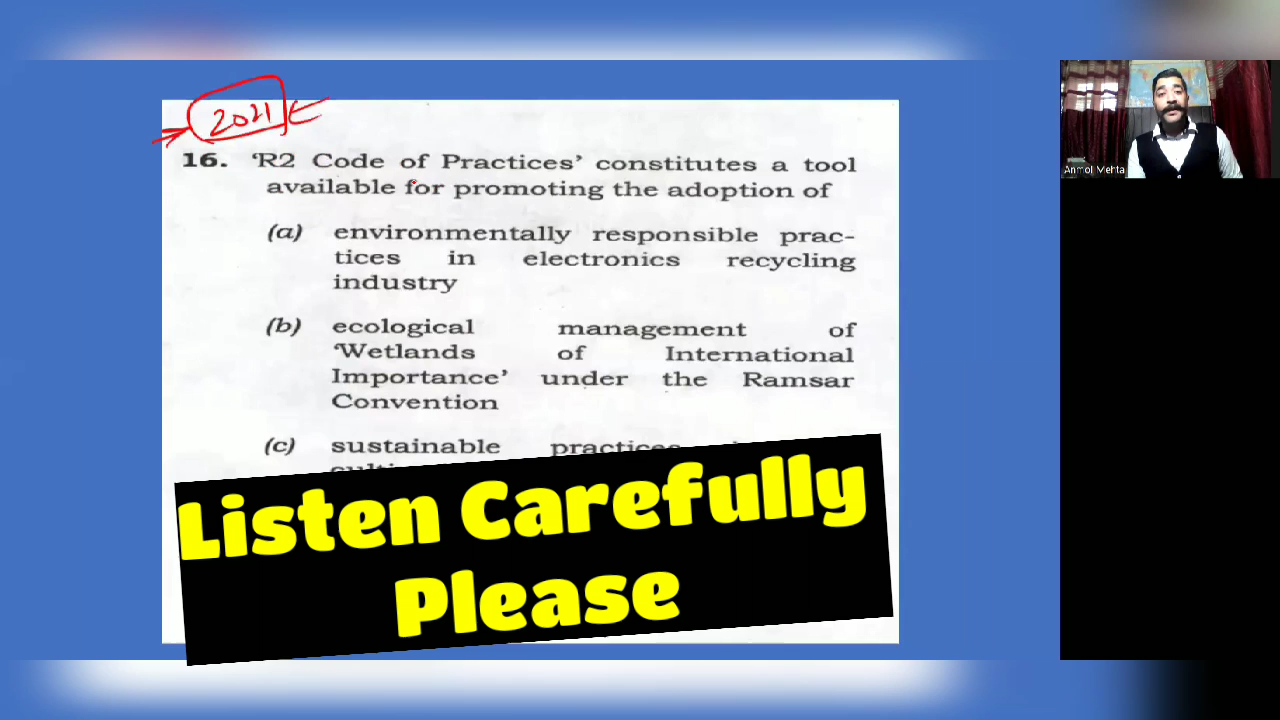 2021
16. 'R2 Code of Practices' constitutes a tool
available for promoting the adoption of
(a) environmentally responsible prac-
tices in electronics recycling
industry
(b) ecological management of
'Wetlands of International
Importance' under the Ramsar
Convention
(c) sustainable practices
Listen Carefully
Please
Anmol Mehta